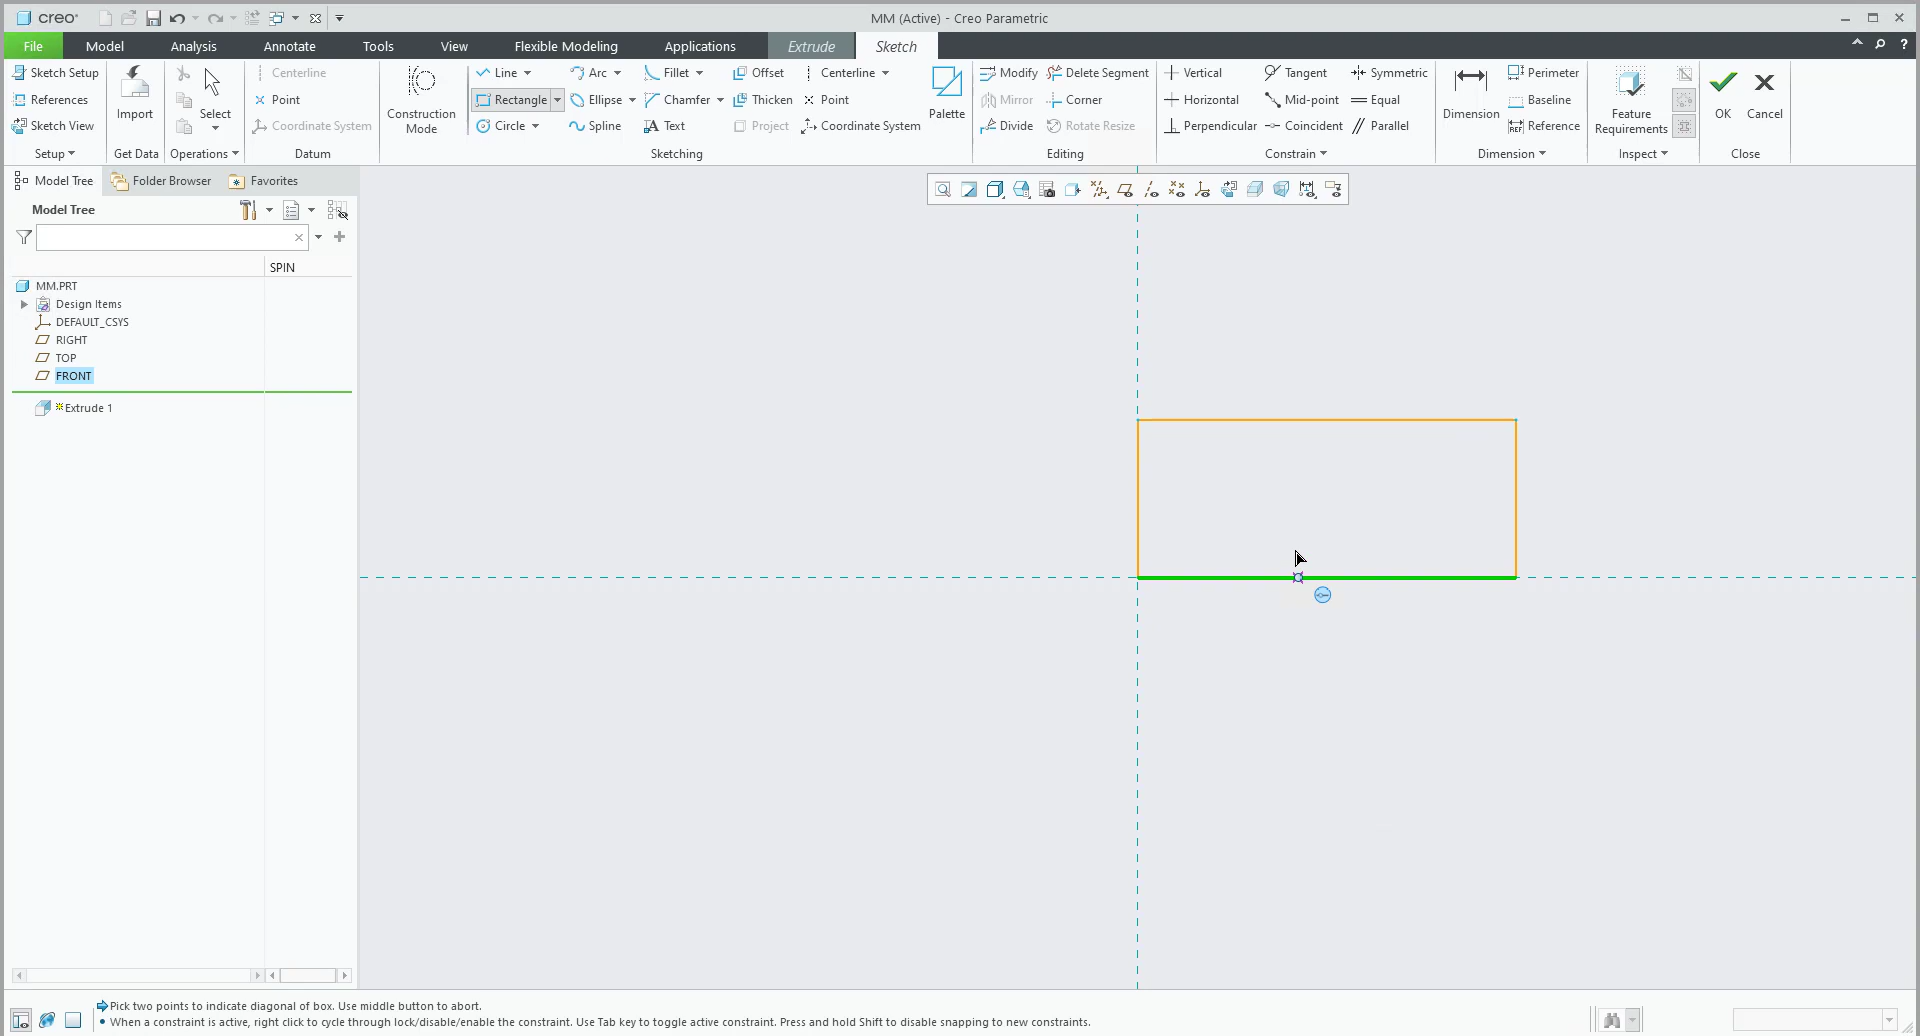 creo*
MM (Active) - Creo Parametric
File Model Analysis Annotate Tools View Flexible Modeling Applications Extrude Sketch
Sketch Setup
References
Sketch View
Setup
Import
Get Data
Select
Operations
Centerline
Point
Coordinate System
Datum
Construction
Mode
Line Arc Fillet Offset Centerline
Rectangle Ellipse Chamfer Thicken Point
Circle Spline Text Project Coordinate System
Palette
Sketching
Modify Delete Segment
Mirror Corner
Divide Rotate Resize
Editing
Vertical Tangent Symmetric
Horizontal Mid-point Equal
Perpendicular Coincident Parallel
Constrain
Dimension
Perimeter
Baseline
REF Reference
Dimension
Feature
Requirements
Inspect
OK Cancel
Close
Model Tree Folder Browser Favorites
Model Tree
SPIN
MM.PRT
Design Items
DEFAULT_CSYS
RIGHT
TOP
FRONT
Extrude 1
Pick two points to indicate diagonal of box. Use middle button to abort.
• When a constraint is active, right click to cycle through lock/disable/enable the constraint. Use Tab key to toggle active constraint. Press and hold Shift to disable snapping to new constraints.